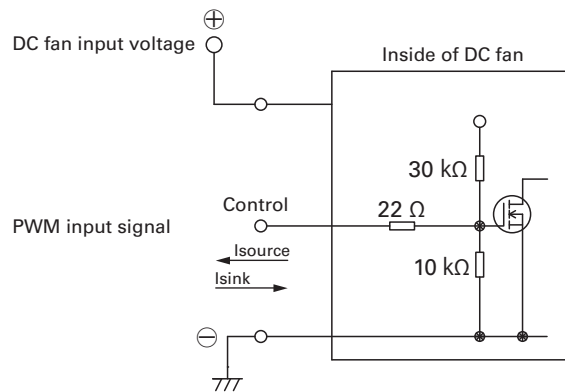 ⊕
DC fan input voltage
Inside of DC fan
30 kΩ
Control
22 Ω
PWM input signal
Isource
Isink
10 kΩ
⊖